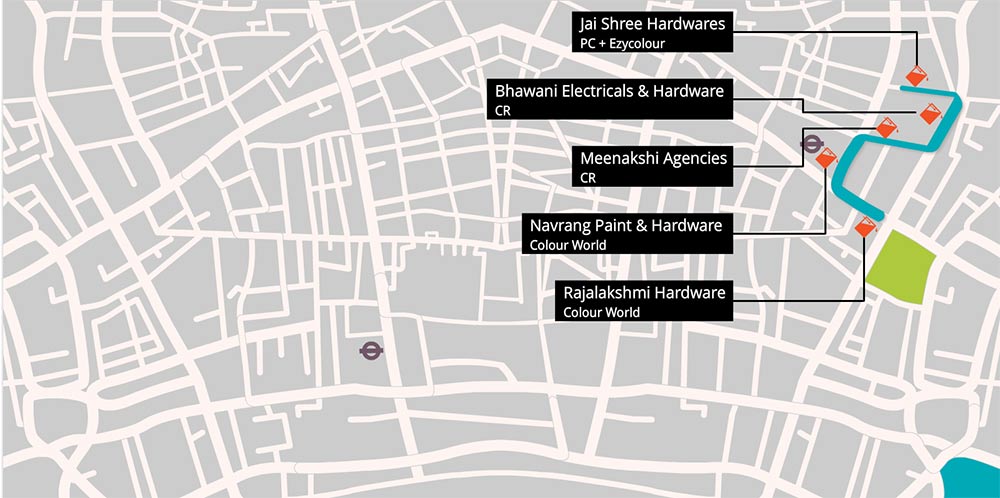 Jai Shree Hardwares
PC + Ezycolour
Bhawani Electricals & Hardware
CR
Meenakshi Agencies
CR
Navrang Paint & Hardware
Colour World
Rajalakshmi Hardware
Colour World